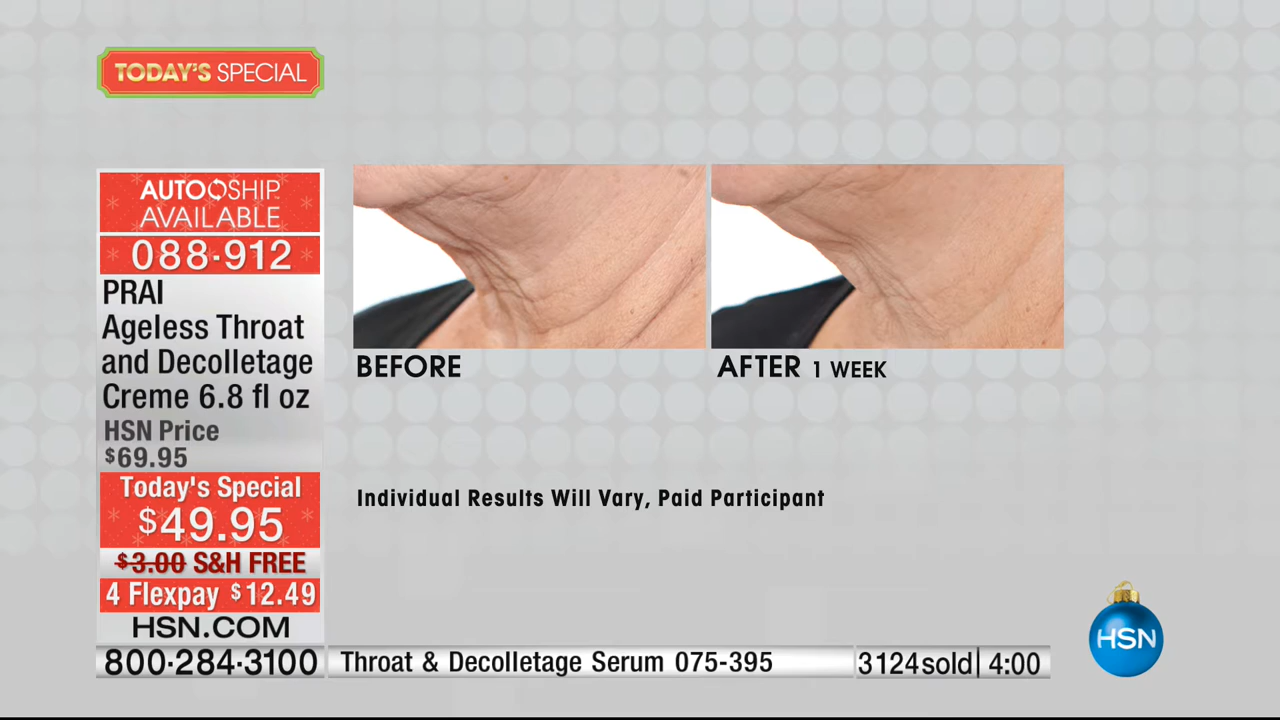 TODAY'S SPECIAL
AUTOSHIP
AVAILABLE
088·912
PRAI
Ageless Throat
and Decolletage
Creme 6.8 fl oz
HSN Price
$69.95
Today's Special
$49.95
$3.00 S&H FREE
4 Flexpay $12.49
HSN.COM
800·284·3100
BEFORE
AFTER 1 WEEK
Individual Results Will Vary, Paid Participant
Throat & Decolletage Serum 075-395
3124 sold | 4:00
HSN